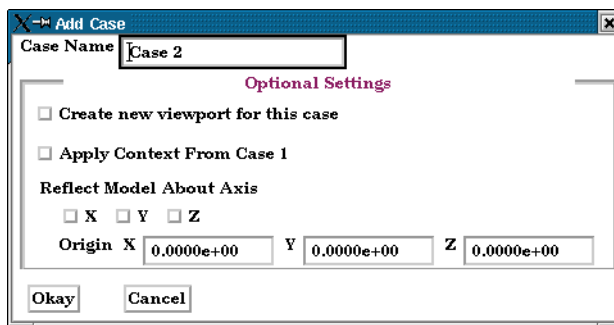 Add Case
Case Name Case 2
Optional Settings
Create new viewport for this case
Apply Context From Case 1
Reflect Model About Axis
X Y Z
Origin X 0.0000e+00 Y 0.0000e+00 Z 0.0000e+00
Okay Cancel